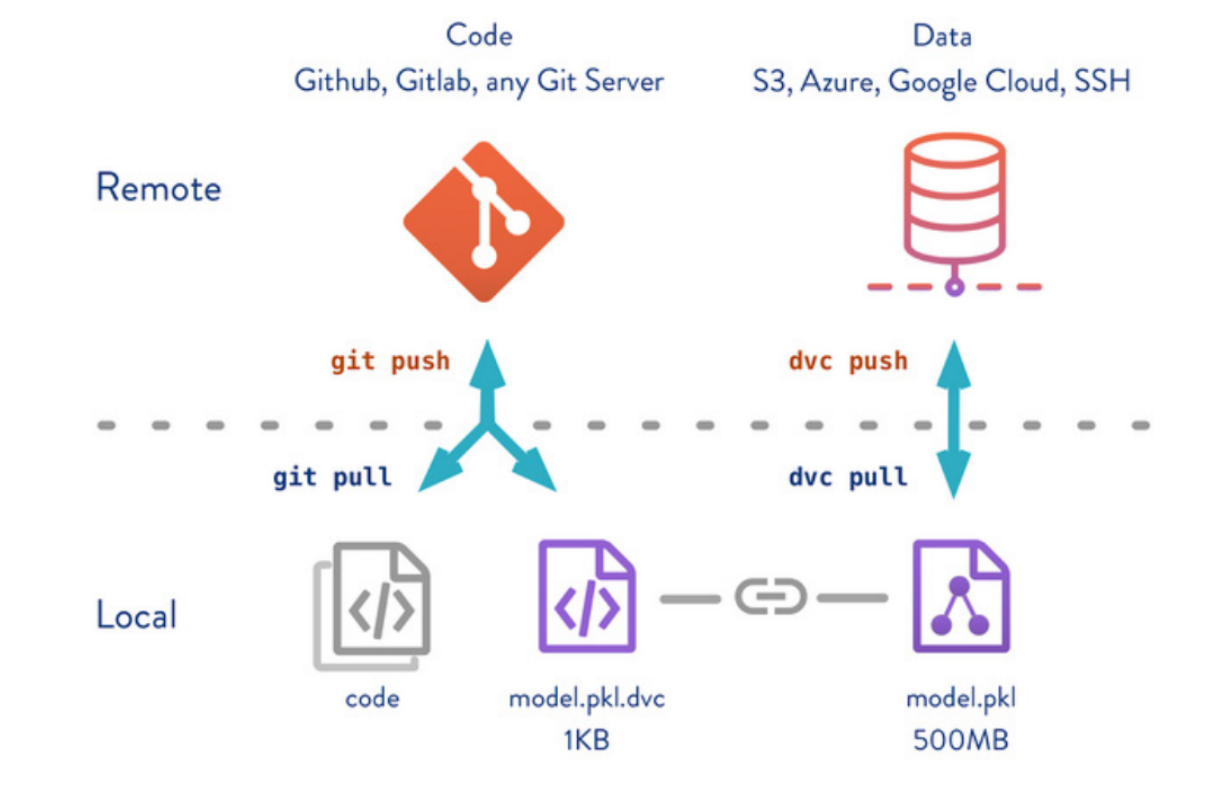 Code
Github, Gitlab, any Git Server
Data
S3, Azure, Google Cloud, SSH
Remote
git push
dvc push
git pull
dvc pull
Local
code
model.pkl.dvc
1KB
model.pkl
500MB